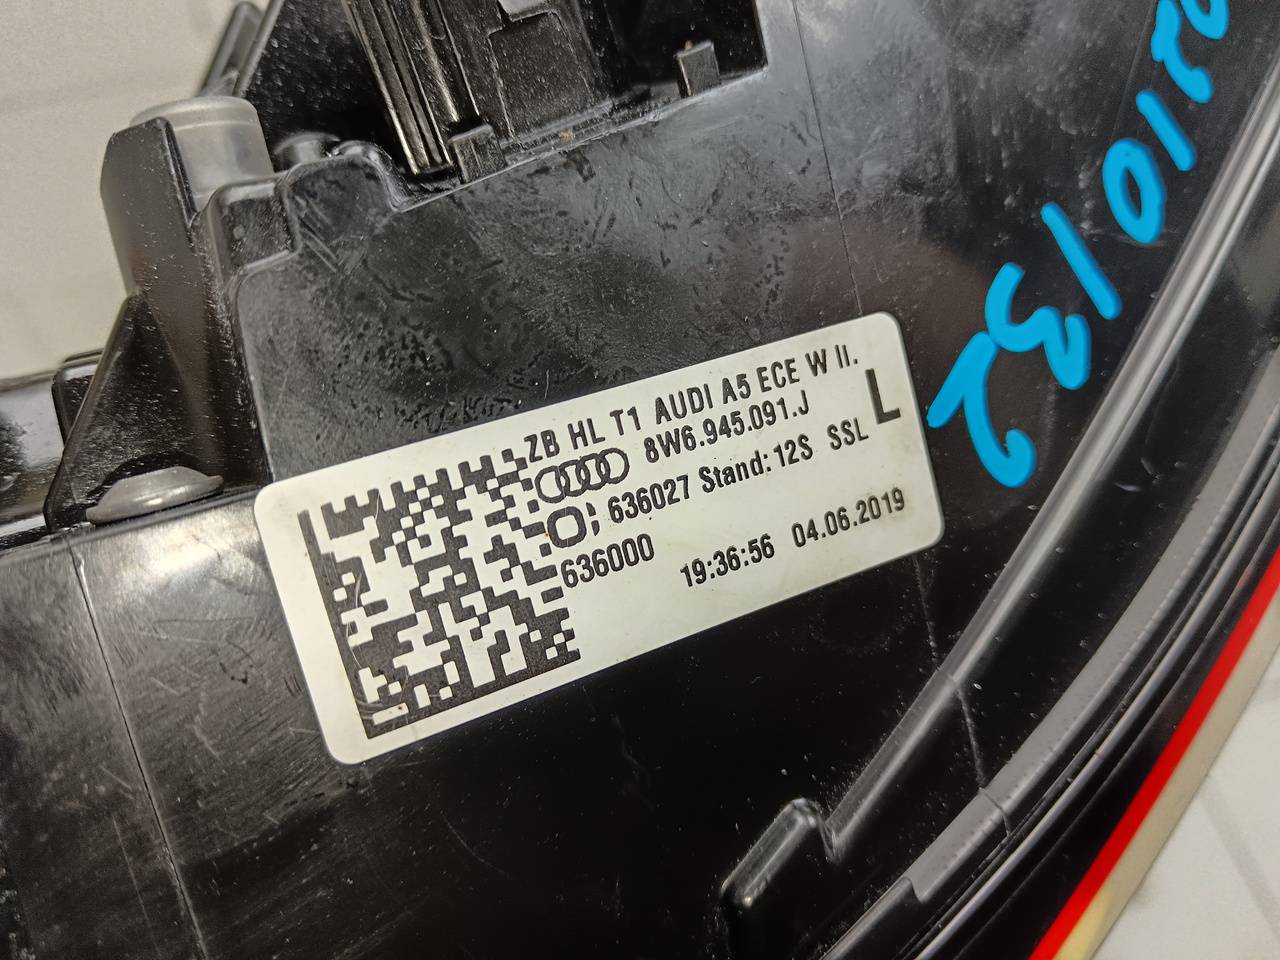 ZB HL T1 AUDI A5 ECE W II.
8W6.945.091.J
L
636027 Stand: 12S SSL
636000
19:36:56 04.06.2019